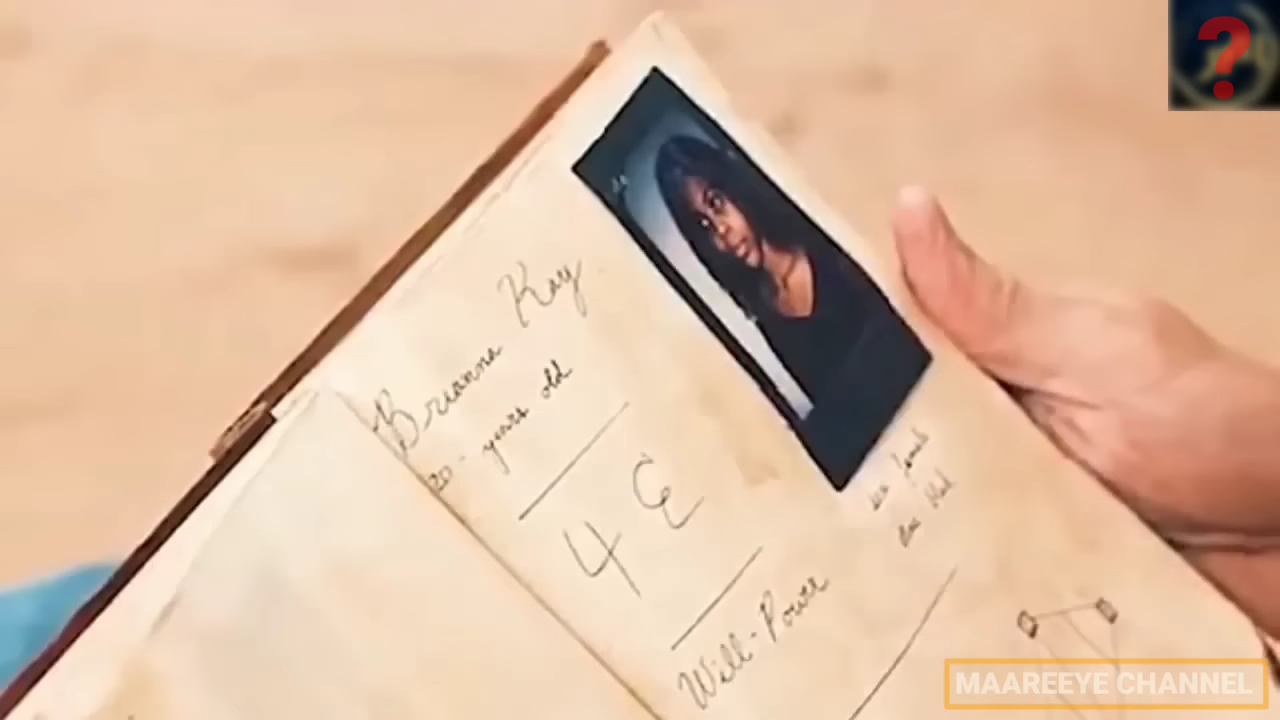 ?
Brianna Kay
20 - years old
4 E
Will-Power
MAAREEYE CHANNEL